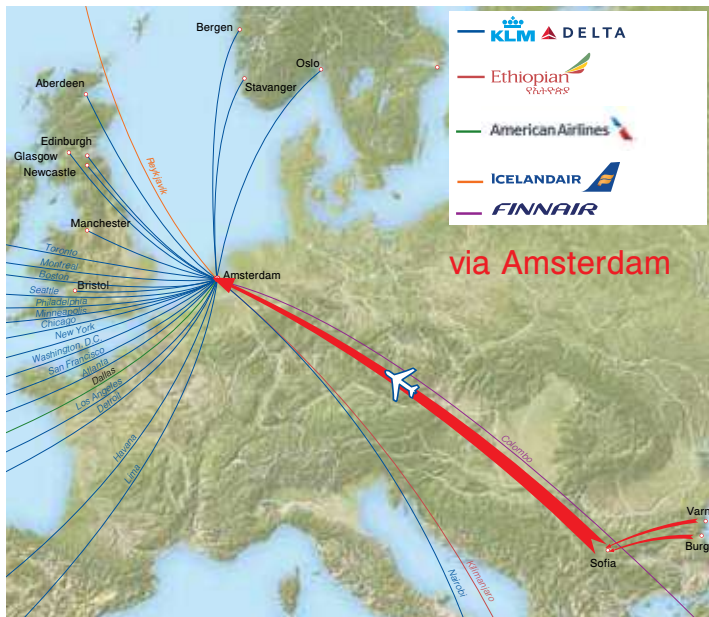 Bergen
Oslo
Stavanger
Aberdeen
Edinburgh
Glasgow
Newcastle
Reykjavik
Manchester
Bristol
Amsterdam
KLM DELTA
Ethiopian
የኢትዮጵያ
American Airlines
ICELANDAIR
FINNAIR
via Amsterdam
Toronto
Montreal
Boston
Seattle
Philadelphia
Minneapolis
Chicago
New York
Washington, D.C.
San Francisco
Atlanta
Dallas
Los Angeles
Detroit
Havana
Lima
Colombo
Nairobi
Kilimanjaro
Sofia
Varn
Burg